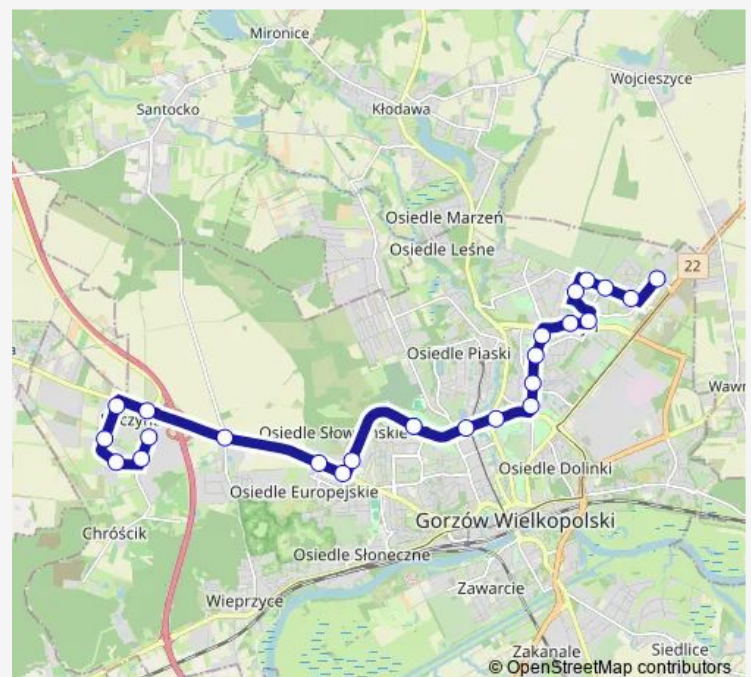 Mironice
Wojcieszyce
Santocko
Kłodawa
Osiedle Marzeń
Osiedle Leśne
22
Osiedle Piaski
Osiedle
Osiedle Dolinki
Osiedle Europejskie
Gorzów Wielkopolski
Chróścik
Osiedle Słoneczne
Zawarcie
Wieprzyce
Zakanale
Siedlice
© OpenStreetMap contributors